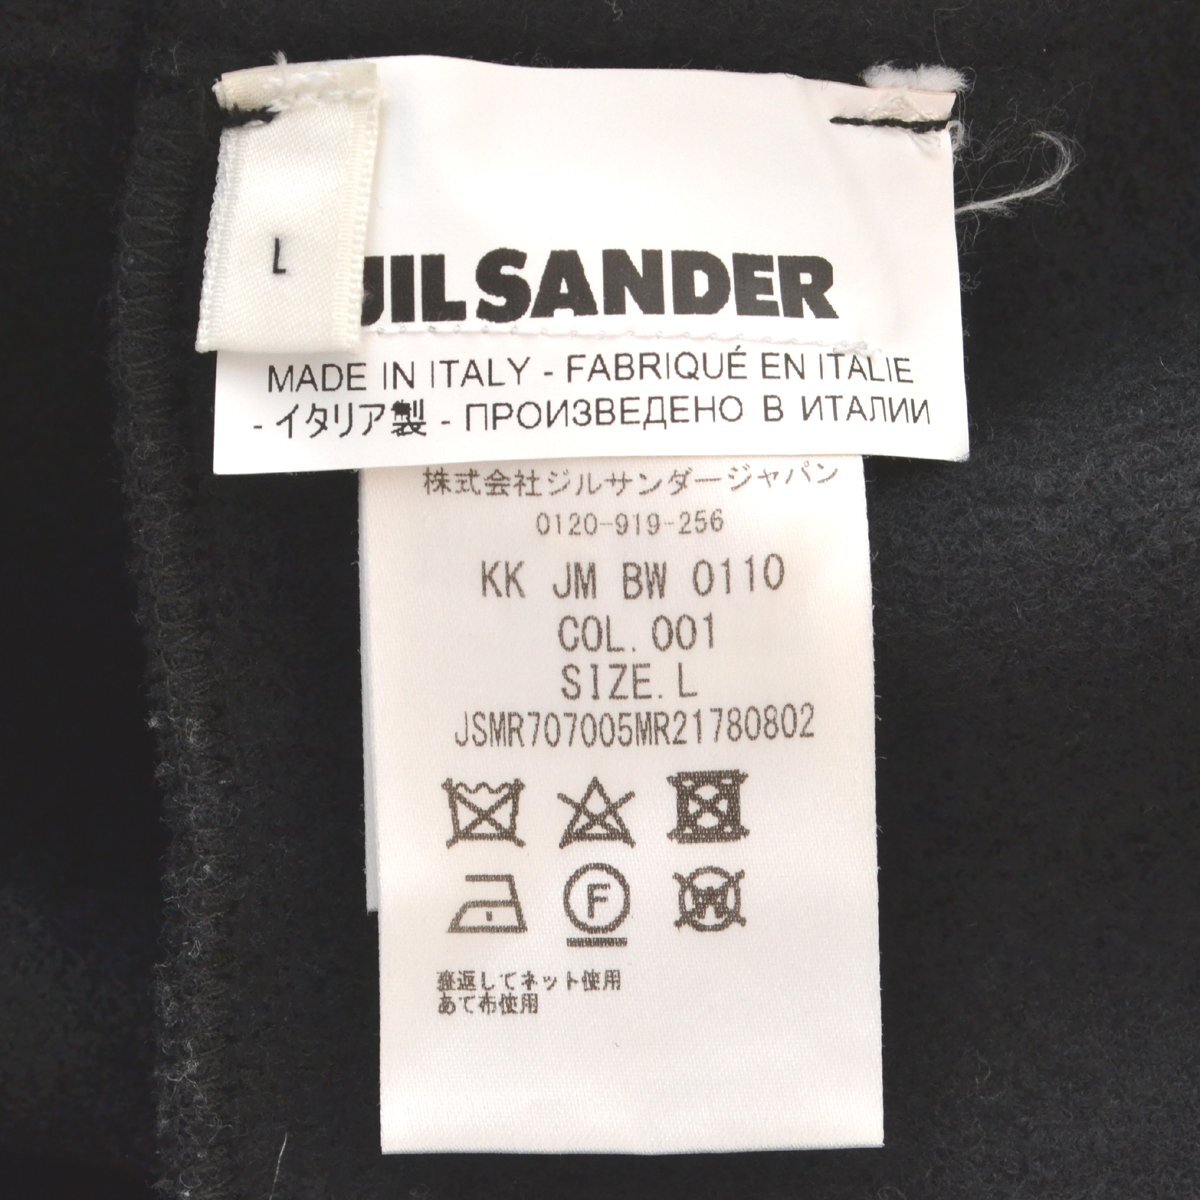 L
JIL SANDER
MADE IN ITALY - FABRIQUÉ EN ITALIE
- イタリア製 - ПРОИЗВЕДЕНО В ИТАЛИИ
株式会社ジルサンダージャパン
0120-919-256
KK JM BW 0110
COL. 001
SIZE. L
JSMR707005MR21780802
F
W
裏返してネット使用
あて布使用